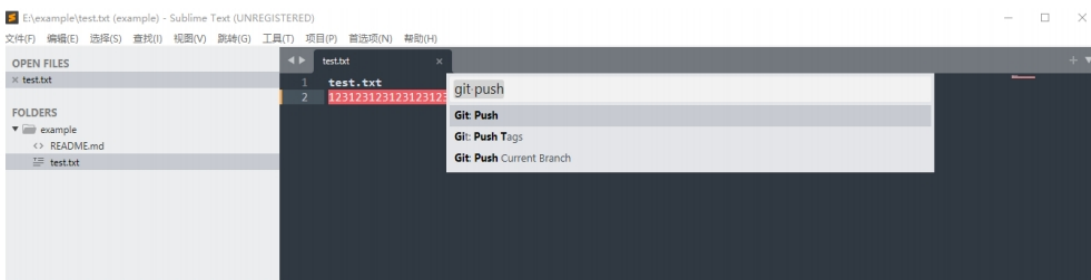 E:\example\test.txt (example) - Sublime Text (UNREGISTERED)
文件(F) 编辑(E) 选择(S) 查找(I) 视图(V) 跳转(G) 工具(T) 项目(P) 首选项(N) 帮助(H)
OPEN FILES
test.txt
FOLDERS
example
README.md
test.txt
test.txt
1 test.txt
2 123123123123123123
git push
Git: Push
Git: Push Tags
Git: Push Current Branch